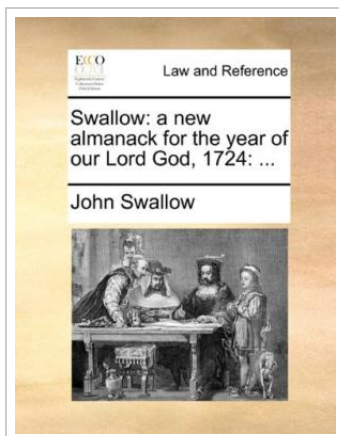 ECCO
Law and Reference
Swallow: a new
almanack for the year of
our Lord God, 1724: ...
John Swallow